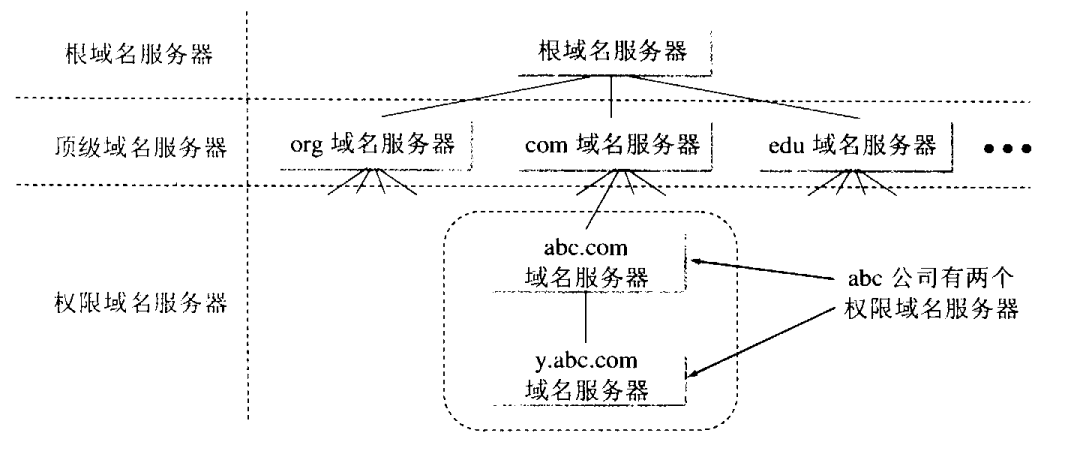 根域名服务器
根域名服务器
顶级域名服务器
org 域名服务器
com 域名服务器
edu 域名服务器
•••
权限域名服务器
abc.com
域名服务器
abc 公司有两个
权限域名服务器
y.abc.com
域名服务器